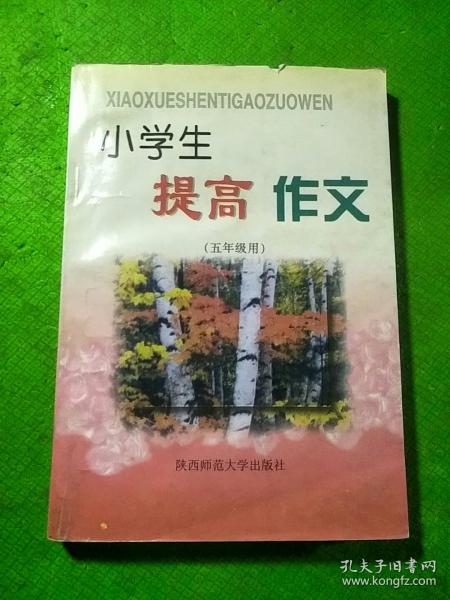 XIAOXUESHENTIGAOZUOWEN
小学生
提高 作文
(五年级用)
陕西师范大学出版社
孔夫子旧书网
www.kongfz.com